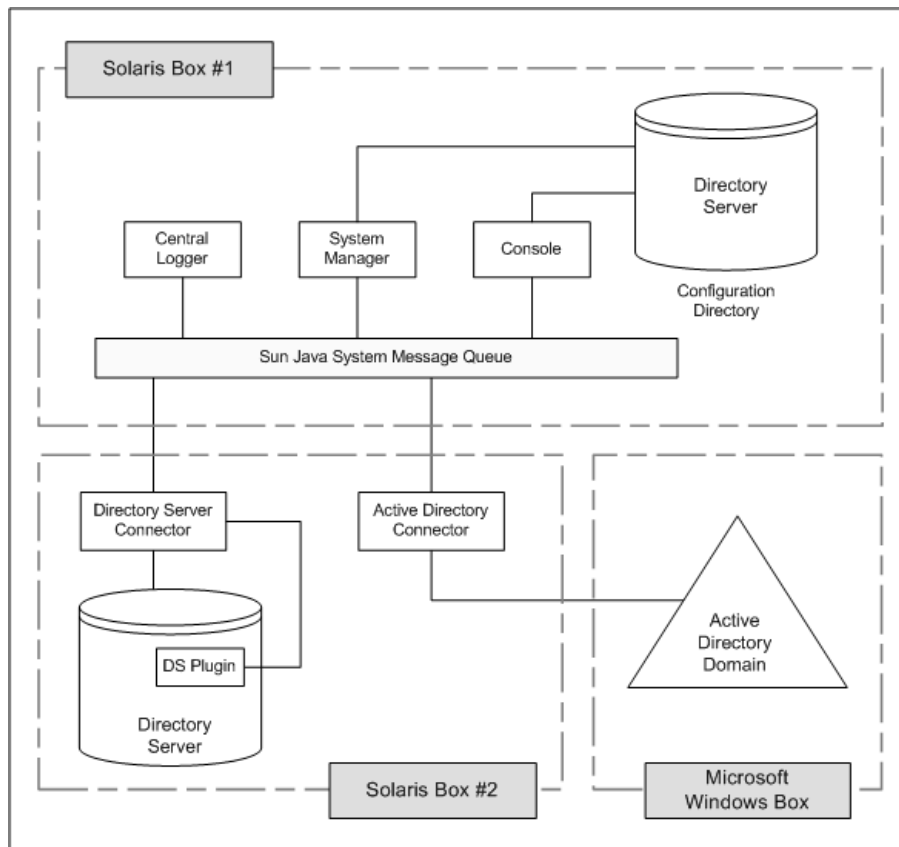 Solaris Box #1
Directory
Server
Central
Logger
System
Manager
Console
Configuration
Directory
Sun Java System Message Queue
Directory Server
Connector
Active Directory
Connector
DS Plugin
Directory
Server
Active
Directory
Domain
Solaris Box #2
Microsoft
Windows Box